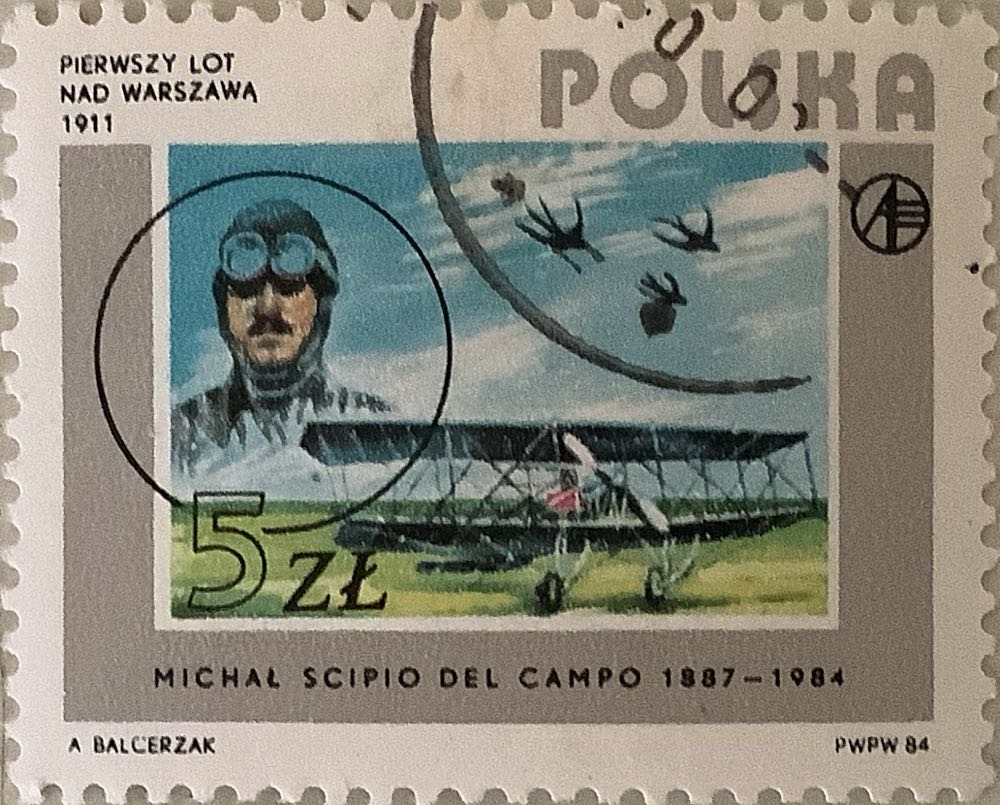 PIERWSZY LOT
NAD WARSZAWĄ
1911
POLSKA
5 ZŁ
MICHAŁ SCIPIO DEL CAMPO 1887–1984
A BALCERZAK
PWPW 84